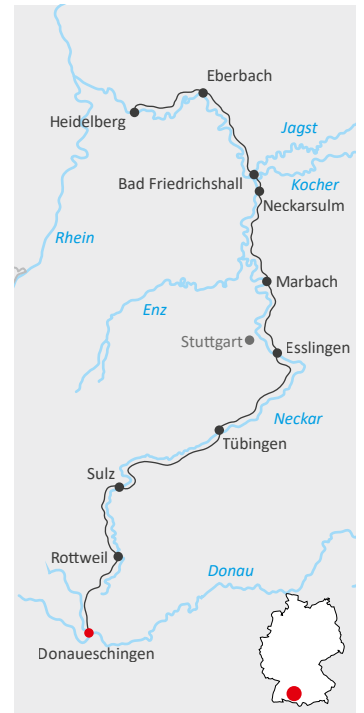 Eberbach
Heidelberg
Jagst
Bad Friedrichshall
Kocher
Neckarsulm
Rhein
Marbach
Enz
Stuttgart
Esslingen
Neckar
Tübingen
Sulz
Rottweil
Donau
Donaueschingen